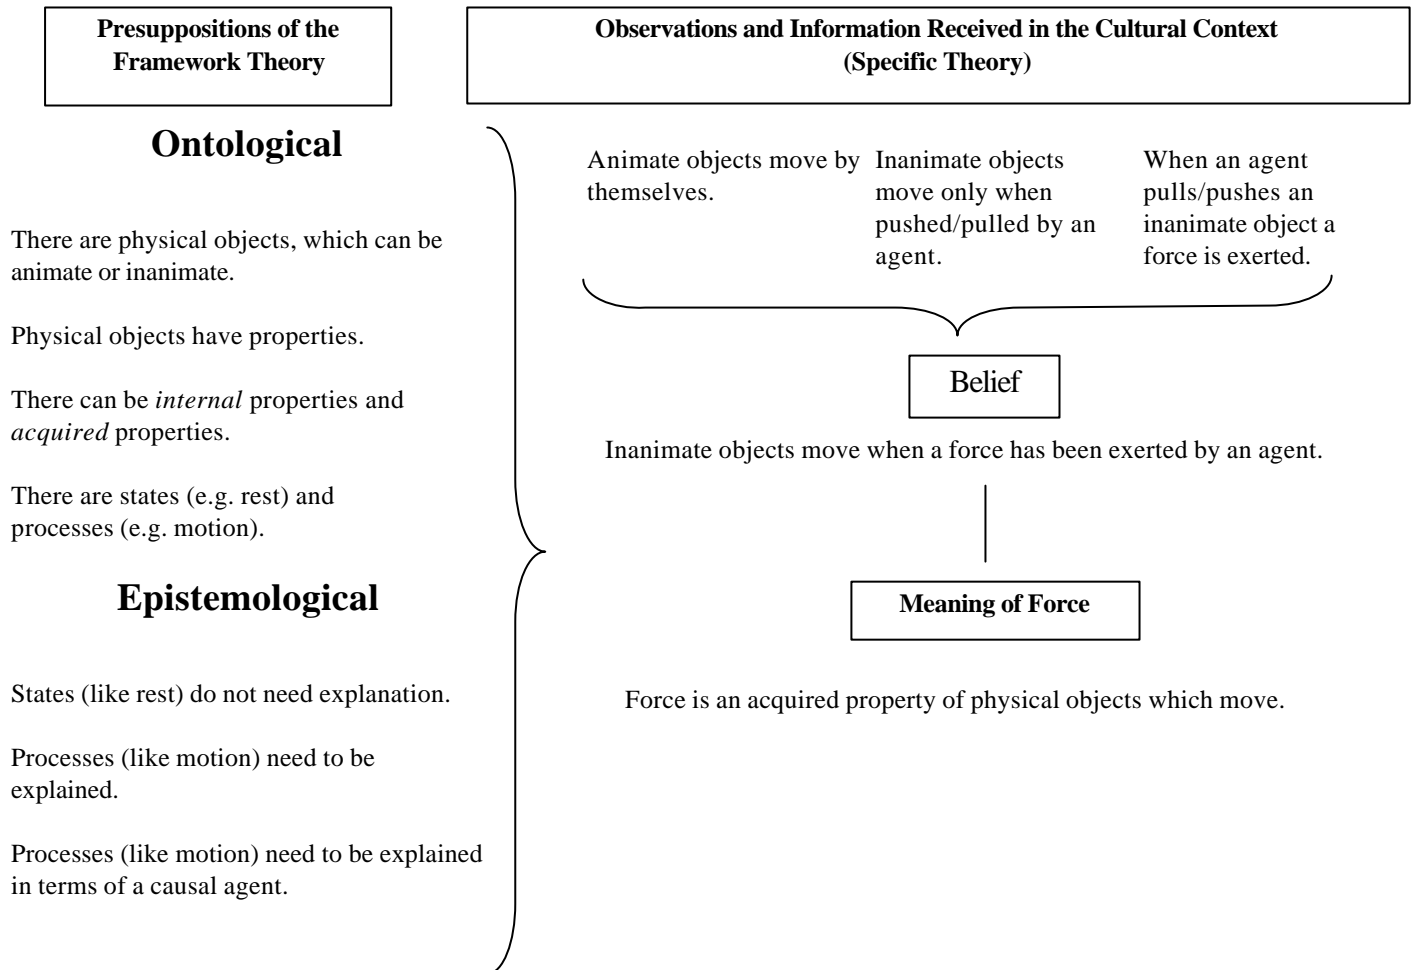 Presuppositions of the
Framework Theory
Observations and Information Received in the Cultural Context
(Specific Theory)
Ontological
There are physical objects, which can be
animate or inanimate.
Physical objects have properties.
There can be internal properties and
acquired properties.
There are states (e.g. rest) and
processes (e.g. motion).
Epistemological
States (like rest) do not need explanation.
Processes (like motion) need to be
explained.
Processes (like motion) need to be explained
in terms of a causal agent.
Animate objects move by
themselves.
Inanimate objects
move only when
pushed/pulled by an
agent.
When an agent
pulls/pushes an
inanimate object a
force is exerted.
Belief
Inanimate objects move when a force has been exerted by an agent.
Meaning of Force
Force is an acquired property of physical objects which move.